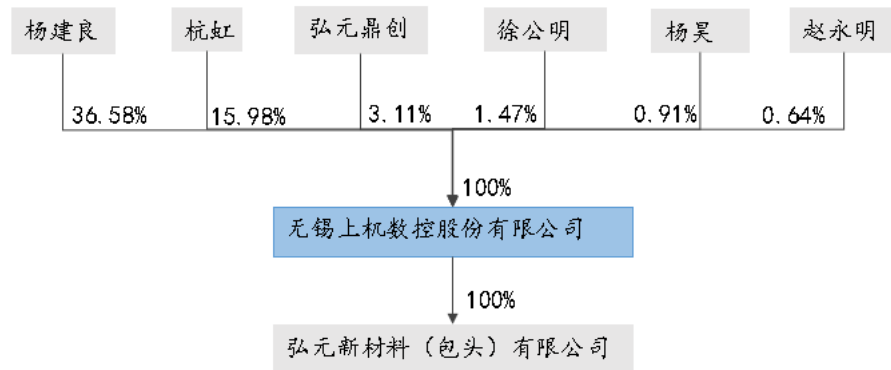 杨建良 杭虹 弘元鼎创 徐公明 杨昊 赵永明
36.58% 15.98% 3.11% 1.47% 0.91% 0.64%
100%
无锡上机数控股份有限公司
100%
弘元新材料（包头）有限公司